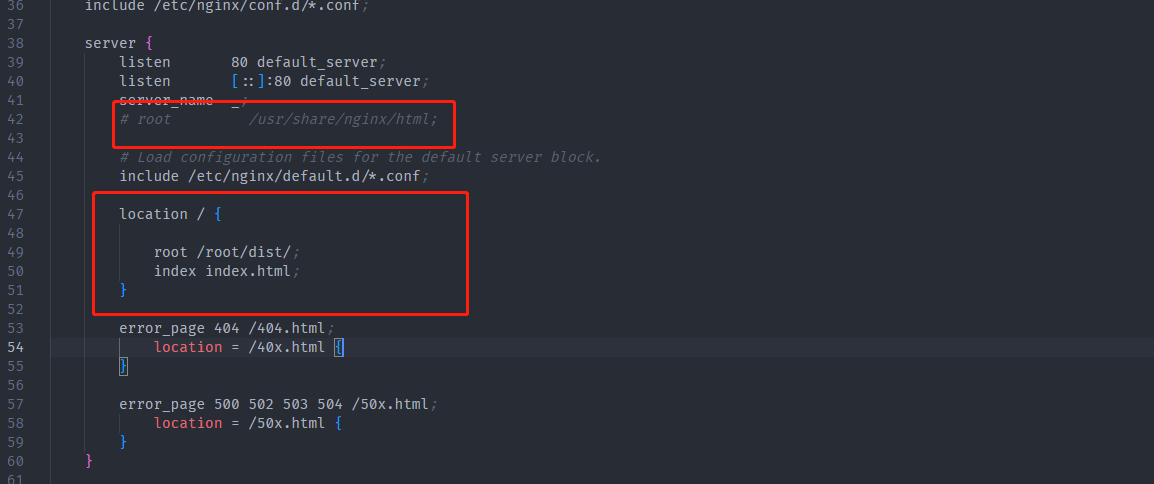 36 include /etc/nginx/conf.d/*.conf;
37
38 server {
39 listen 80 default_server;
40 listen [::]:80 default_server;
41 server_name _;
42 # root /usr/share/nginx/html;
43
44 # Load configuration files for the default server block.
45 include /etc/nginx/default.d/*.conf;
46
47 location / {
48
49 root /root/dist/;
50 index index.html;
51 }
52
53 error_page 404 /404.html;
54 location = /40x.html {
55 }
56
57 error_page 500 502 503 504 /50x.html;
58 location = /50x.html {
59 }
60 }
61